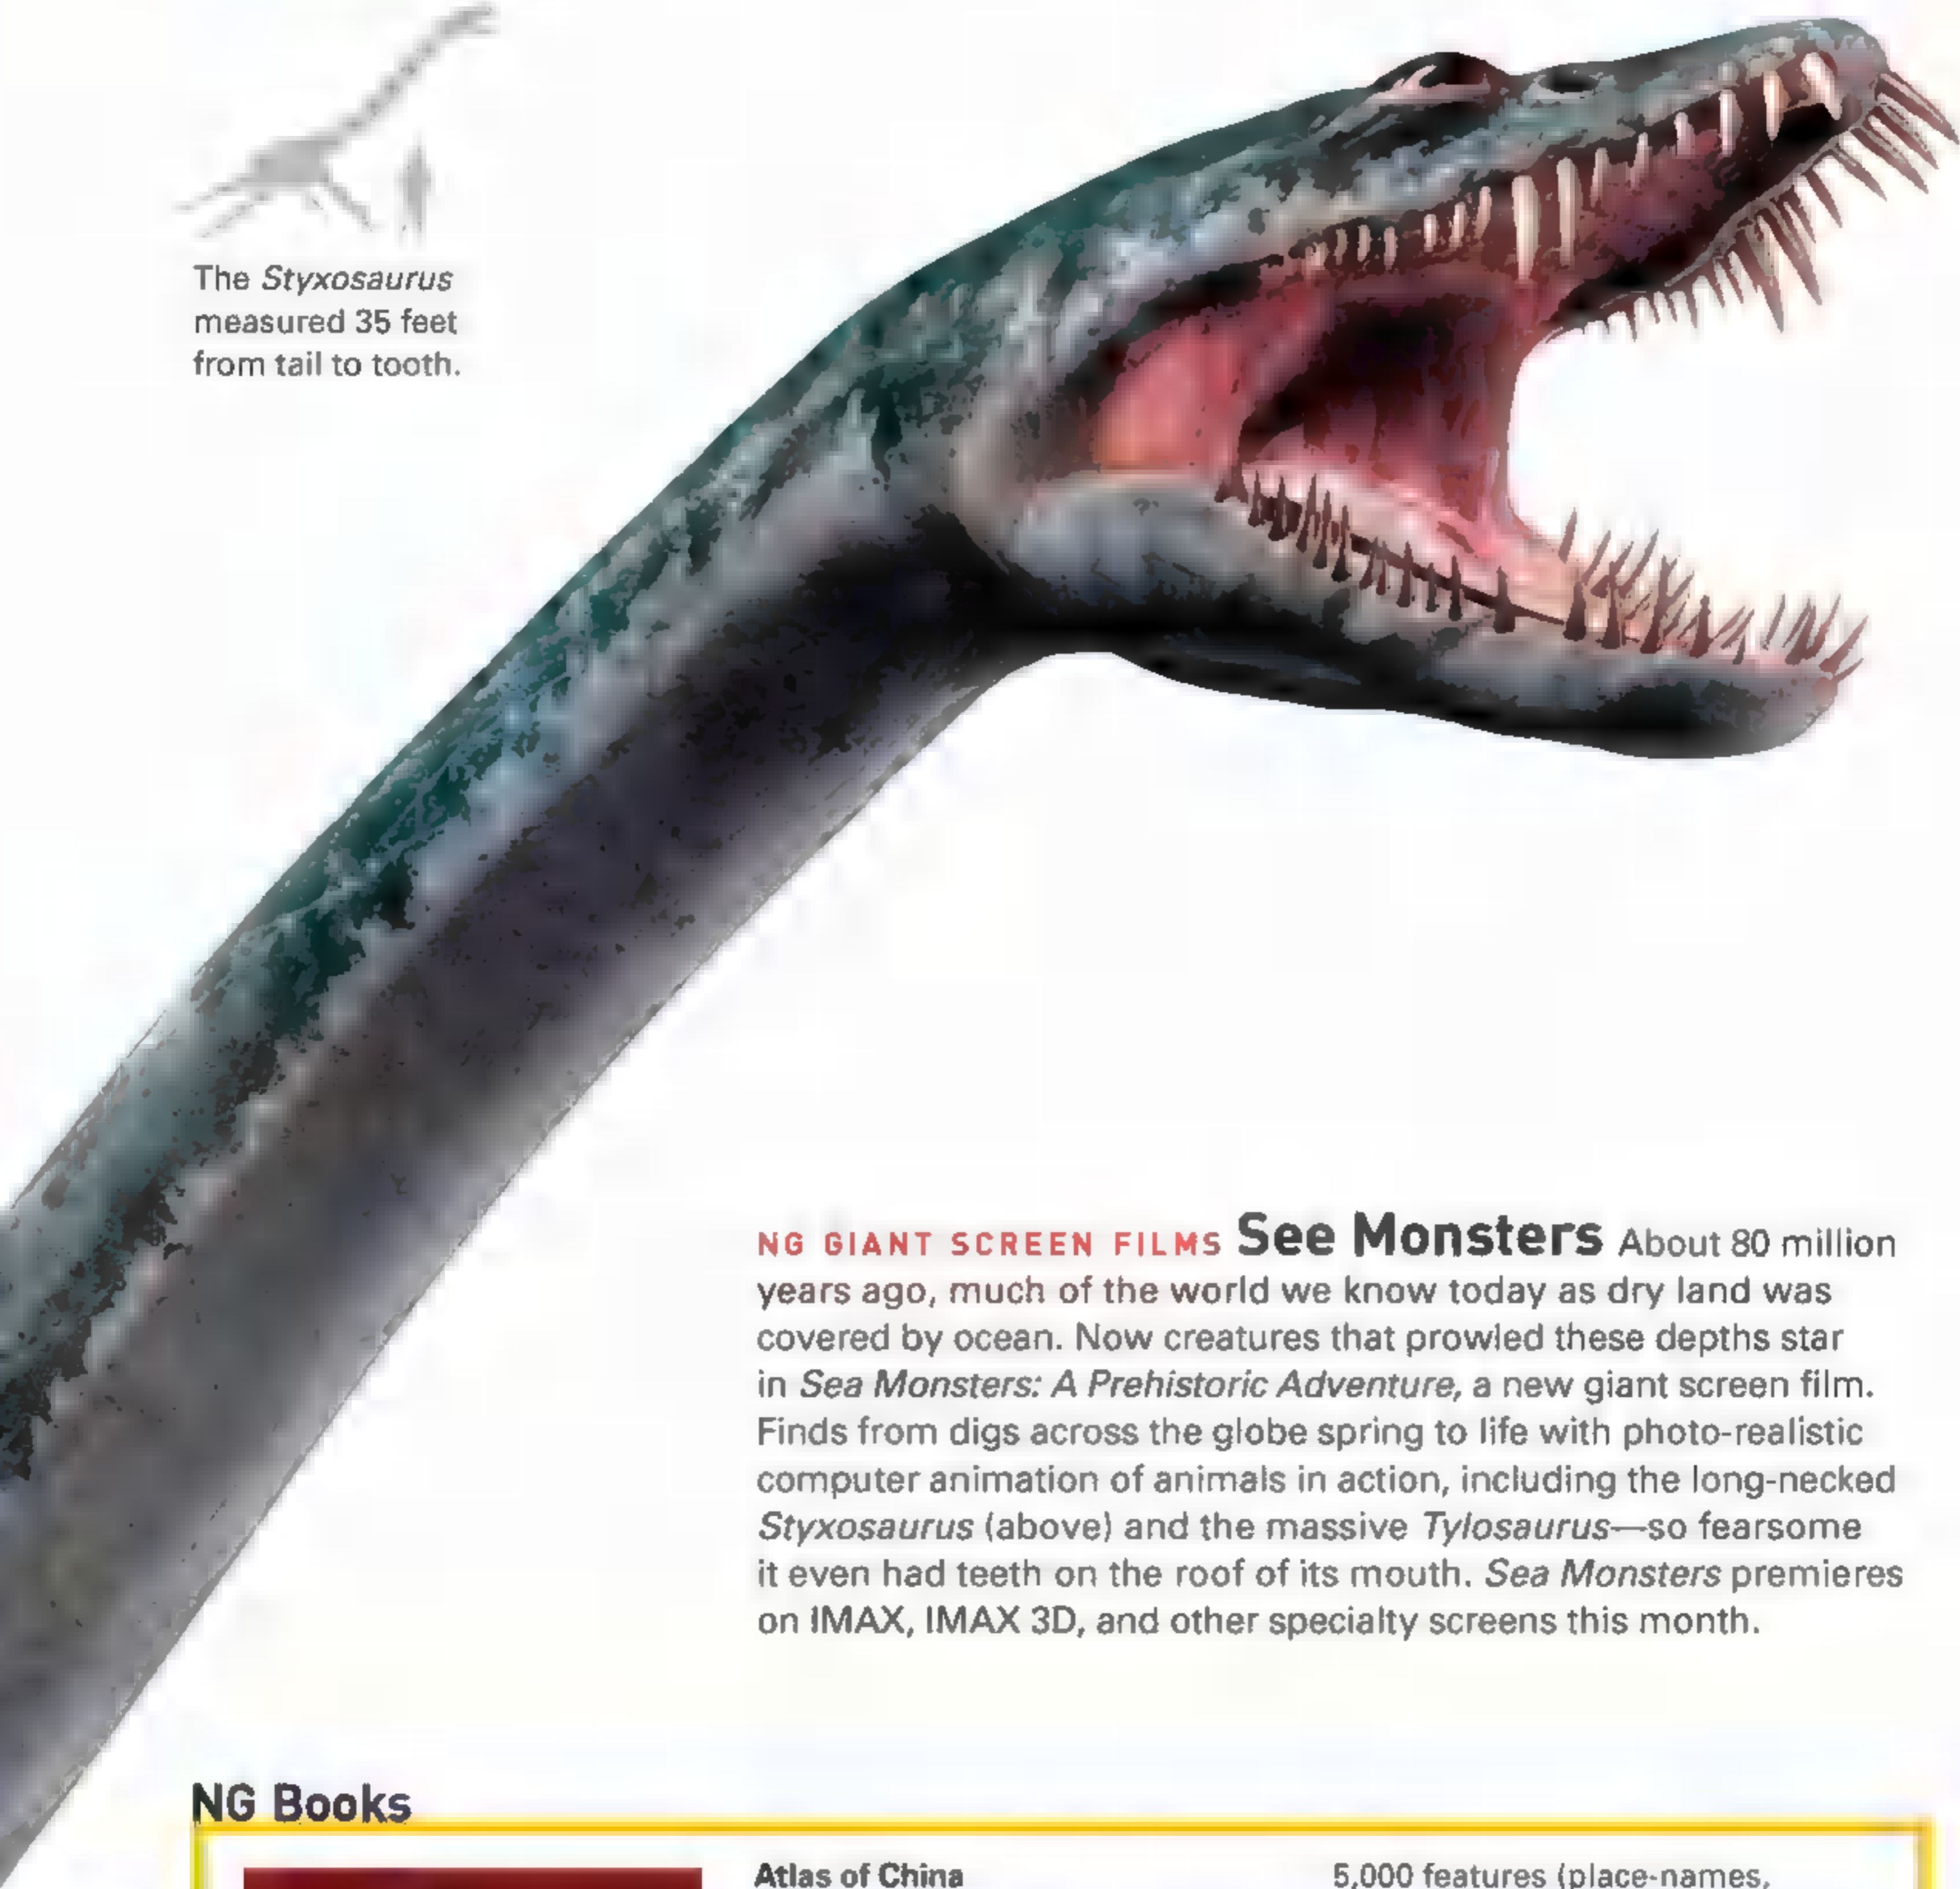 The Styxosaurus
measured 35 feet
from tail to tooth.
NG GIANT SCREEN FILMS See Monsters About 80 million
years ago, much of the world we know today as dry land was
covered by ocean. Now creatures that prowled these depths star
in Sea Monsters: A Prehistoric Adventure, a new giant screen film.
Finds from digs across the globe spring to life with photo-realistic
computer animation of animals in action, including the long-necked
Styxosaurus (above) and the massive Tylosaurus—so fearsome
it even had teeth on the roof of its mouth. Sea Monsters premieres
on IMAX, IMAX 3D, and other specialty screens this month.
NG Books
Atlas of China
5,000 features (place-names,